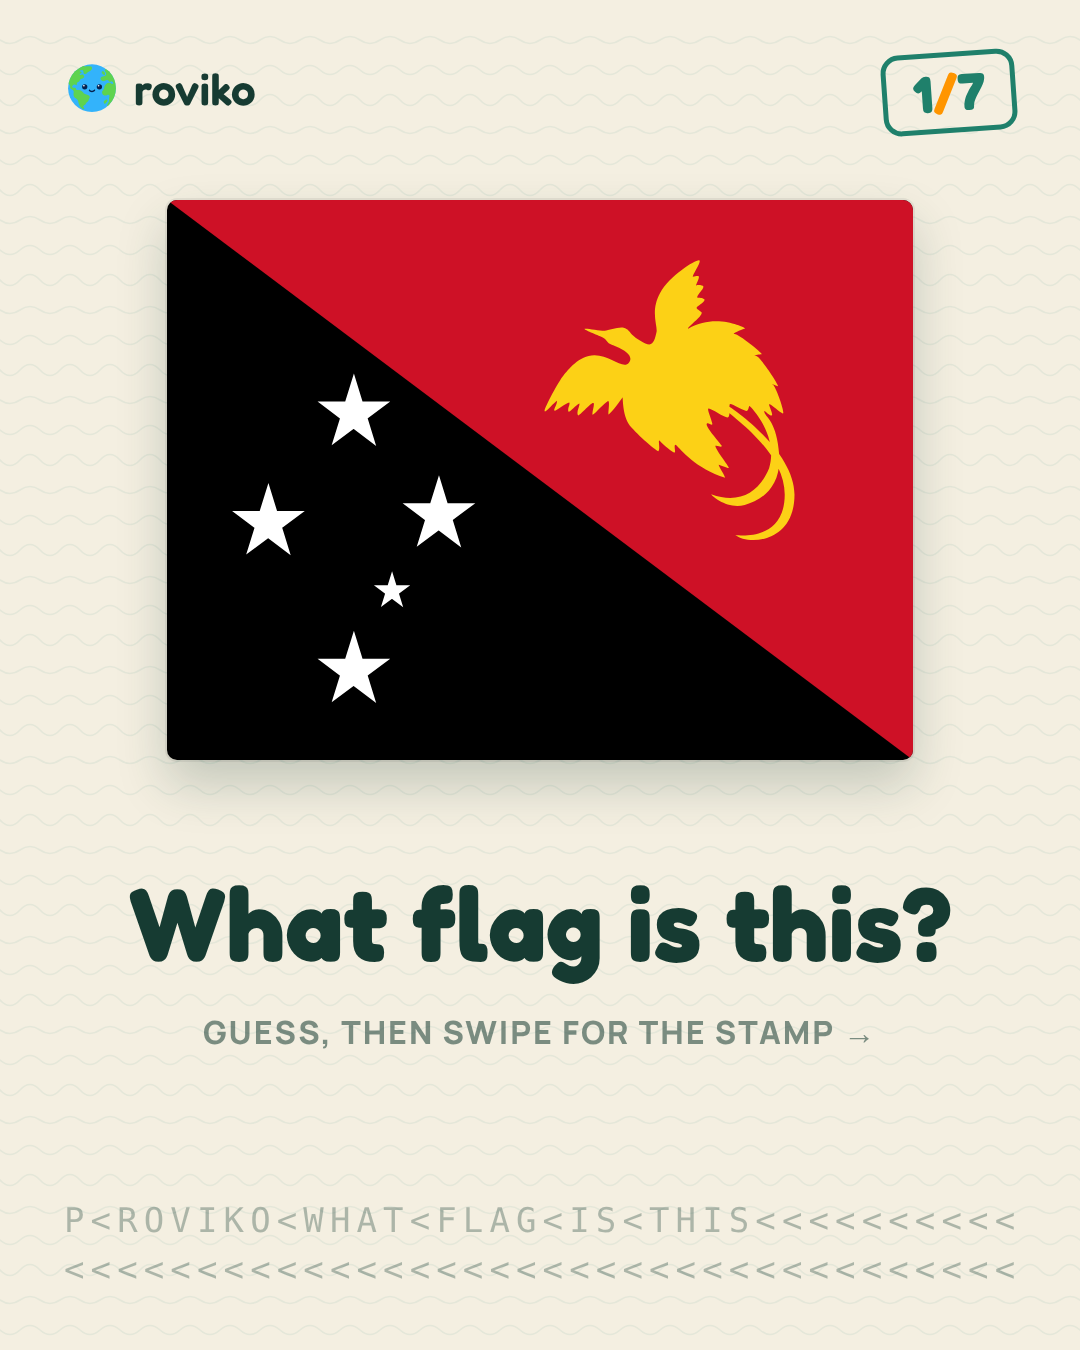 roviko
1/7
What flag is this?
GUESS, THEN SWIPE FOR THE STAMP →
P<ROVIKO<WHAT<FLAG<IS<THIS<<<<<<<<<<
<<<<<<<<<<<<<<<<<<<<<<<<<<<<<<<<<<<<